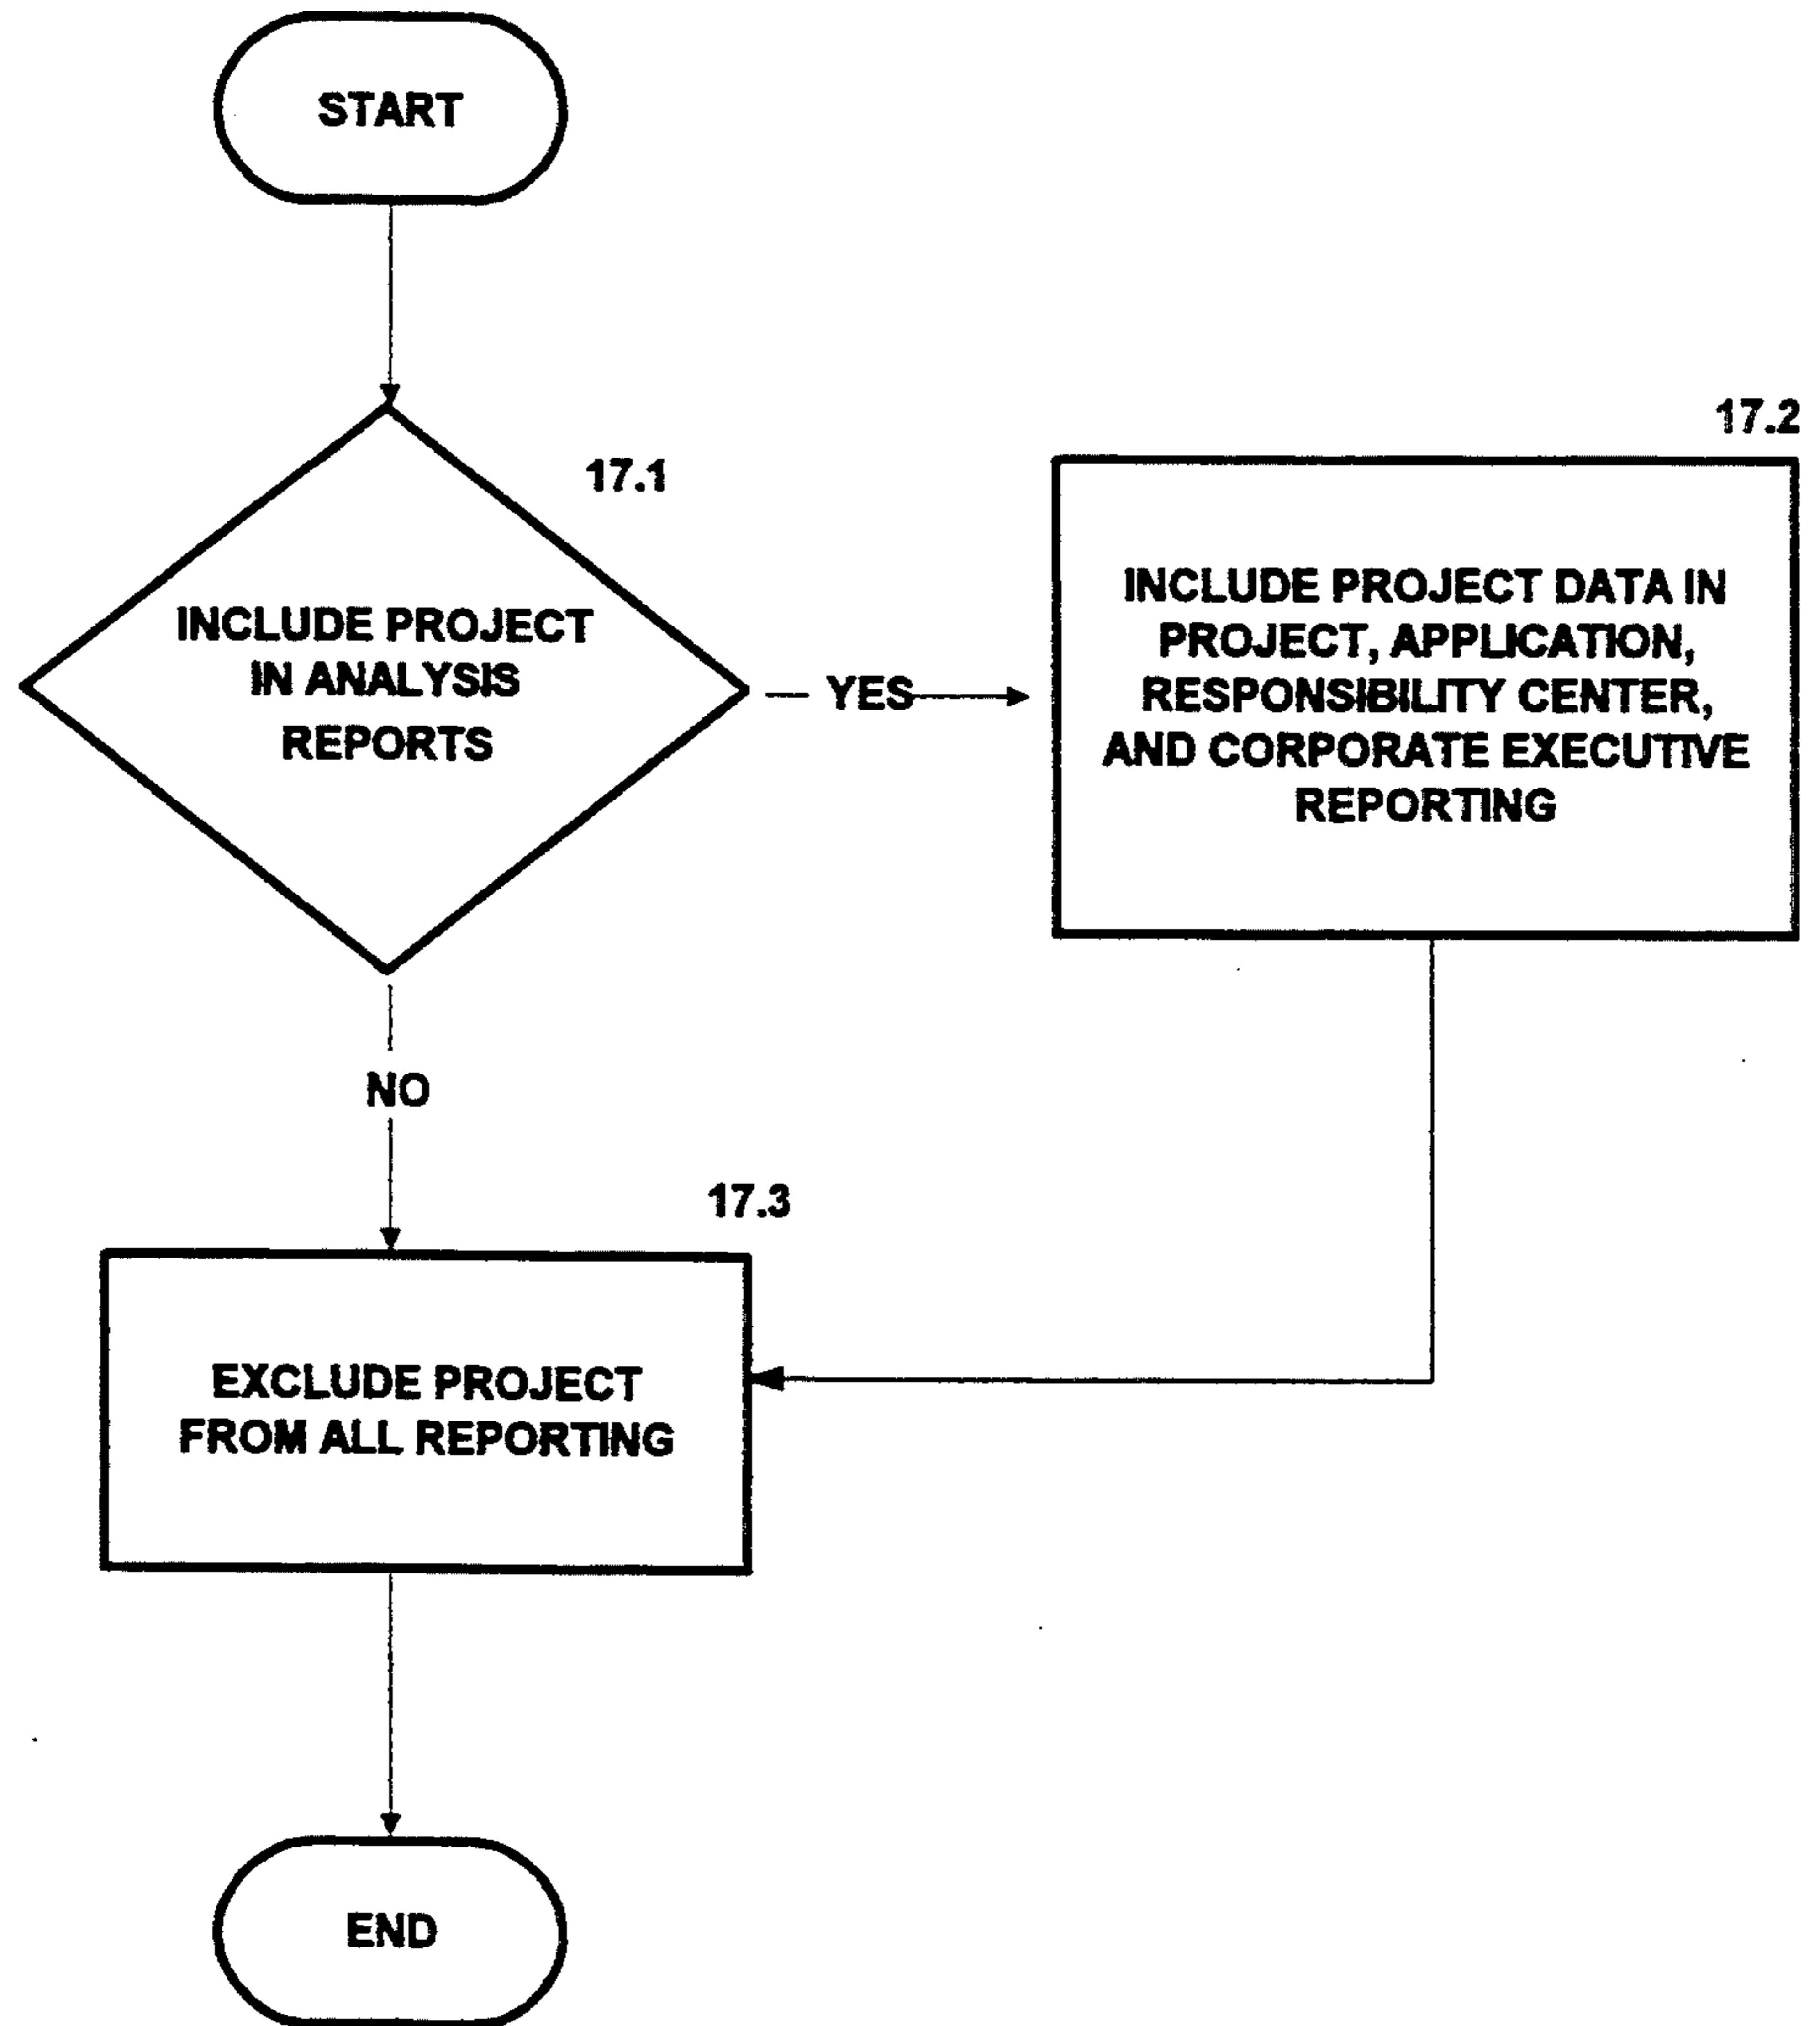 START
17.1
INCLUDE PROJECT
IN ANALYSIS
REPORTS
YES
17.2
INCLUDE PROJECT DATA IN
PROJECT, APPLICATION,
RESPONSIBILITY CENTER,
AND CORPORATE EXECUTIVE
REPORTING
NO
17.3
EXCLUDE PROJECT
FROM ALL REPORTING
END